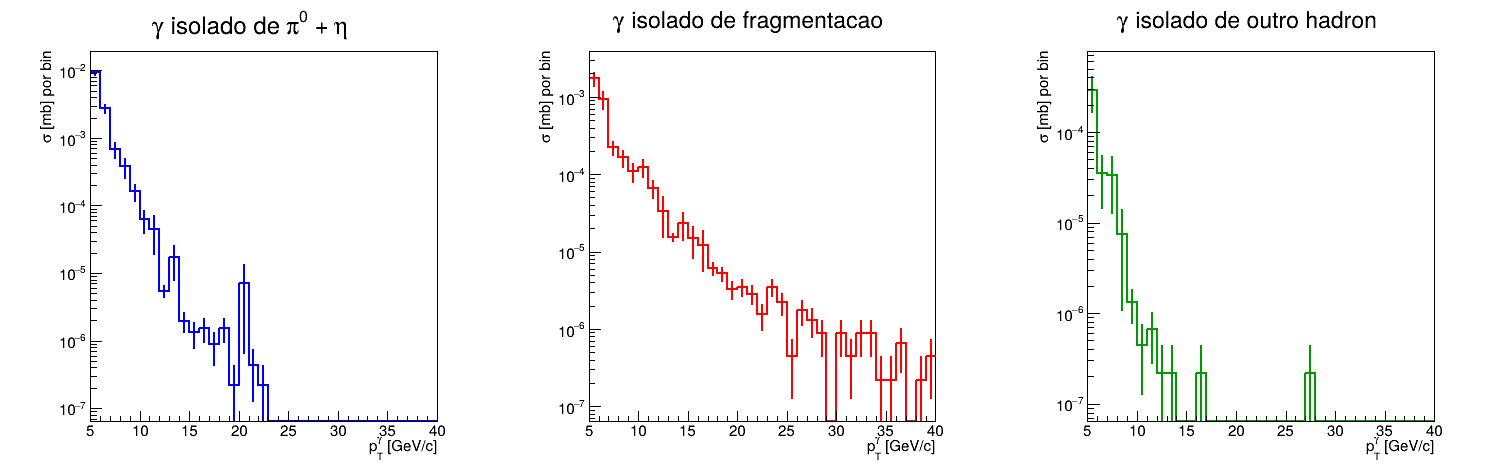 γ isolado de π⁰ + η
σ [mb] por bin
10⁻²
10⁻³
10⁻⁴
10⁻⁵
10⁻⁶
10⁻⁷
5 10 15 20 25 30 35 40
p_T^γ [GeV/c]
γ isolado de fragmentacao
σ [mb] por bin
10⁻³
10⁻⁴
10⁻⁵
10⁻⁶
10⁻⁷
5 10 15 20 25 30 35 40
p_T^γ [GeV/c]
γ isolado de outro hadron
σ [mb] por bin
10⁻⁴
10⁻⁵
10⁻⁶
10⁻⁷
5 10 15 20 25 30 35 40
p_T^γ [GeV/c]